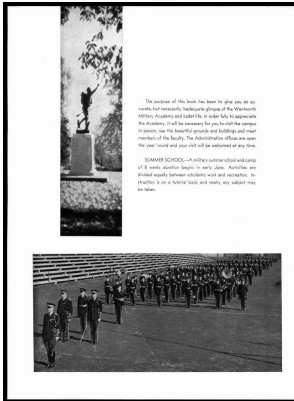 The purpose of this book has been to give you an ac-
curate, but necessarily inadequate glimpse of the Wentworth
Military Academy and cadet life. In order fully to appreciate
the Academy, it will be necessary for you to visit the campus
in person, see the beautiful grounds and buildings and meet
members of the faculty. The Administration offices are open
the year 'round and your visit will be welcomed at any time.
SUMMER SCHOOL—A military summer school and camp
of 8 weeks duration begins in early June. Activities are
divided equally between scholastic work and recreation. In-
struction is on a tutorial basis and nearly any subject may
be taken.